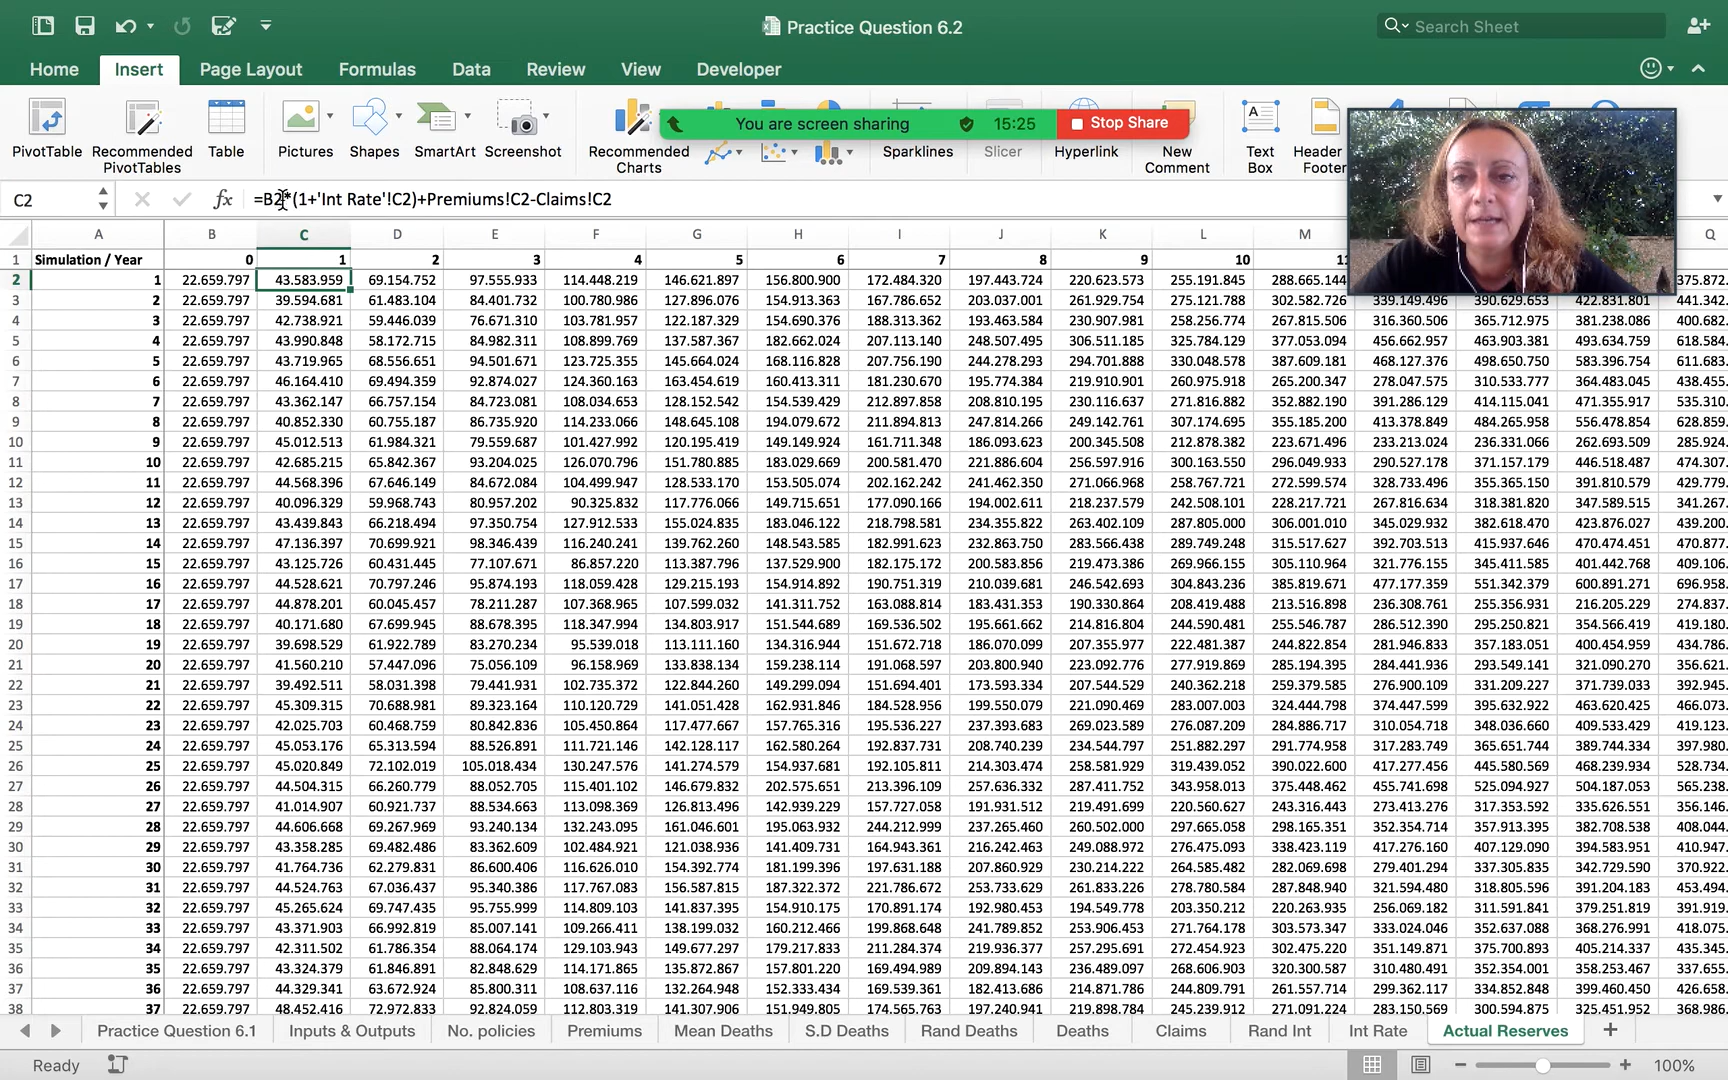 Practice Question 6.2
Search Sheet
Home Insert Page Layout Formulas Data Review View Developer
You are screen sharing 15:25 Stop Share
PivotTable Recommended PivotTables Table Pictures Shapes SmartArt Screenshot Recommended Charts Sparklines Slicer Hyperlink New Comment Text Box Header Footer
C2 fx =B2*(1+'Int Rate'!C2)+Premiums!C2-Claims!C2
A B C D E F G H I J K L M Q
1 Simulation / Year 0 1 2 3 4 5 6 7 8 9 10
2 1 22.659.797 43.583.959 69.154.752 97.555.933 114.448.219 146.621.897 156.800.900 172.484.320 197.443.724 220.623.573 255.191.845 288.665.144 375.872.
3 2 22.659.797 39.594.681 61.483.104 84.401.732 100.780.986 127.896.076 154.913.363 167.786.652 203.037.001 261.929.754 275.121.788 302.582.726 339.149.496 390.629.653 422.831.801 441.342.
4 3 22.659.797 42.738.921 59.446.039 76.671.310 103.781.957 122.187.329 154.690.376 188.313.362 193.463.584 230.907.981 258.256.774 267.815.506 316.360.506 365.712.975 381.238.086 400.682.
5 4 22.659.797 43.990.848 58.172.715 84.982.311 108.899.769 137.587.367 182.662.024 207.113.140 248.507.495 306.511.185 325.784.129 377.053.094 456.662.957 463.903.381 493.634.759 618.584.
6 5 22.659.797 43.719.965 68.556.651 94.501.671 123.725.355 145.664.024 168.116.828 207.756.190 244.278.293 294.701.888 330.048.578 387.609.181 468.127.376 498.650.750 583.396.754 611.683.
7 6 22.659.797 46.164.410 69.494.359 92.874.027 124.360.163 163.454.619 160.413.311 181.230.670 195.774.384 219.910.901 260.975.918 265.200.347 278.047.575 310.533.777 364.483.045 438.455.
8 7 22.659.797 43.362.147 66.757.154 84.723.081 108.034.653 128.152.542 154.539.429 212.897.858 208.810.195 230.116.637 271.816.882 352.882.190 391.286.129 414.115.041 471.355.917 535.310.
9 8 22.659.797 40.852.330 60.755.187 86.735.920 114.233.066 148.645.108 194.079.672 211.894.813 247.814.266 249.142.761 307.174.695 355.185.200 413.378.849 484.265.958 556.478.854 628.859.
10 9 22.659.797 45.012.513 61.984.321 79.559.687 101.427.992 120.195.419 149.149.924 161.711.348 186.093.623 200.345.508 212.878.382 223.671.496 233.213.024 236.331.066 262.693.509 285.924.
11 10 22.659.797 42.685.215 65.842.367 93.204.025 126.070.796 151.780.885 183.029.669 200.581.470 221.886.604 256.597.916 300.163.550 296.049.933 290.527.178 371.157.179 446.518.487 474.307.
12 11 22.659.797 44.568.396 67.646.149 84.672.084 104.499.947 128.533.170 153.505.074 202.162.242 241.462.350 271.066.968 258.767.721 272.599.574 328.733.496 355.365.150 391.810.579 429.779.
13 12 22.659.797 40.096.329 59.968.743 80.957.202 90.325.832 117.776.066 149.715.651 177.090.166 194.002.611 218.237.579 242.508.101 228.217.721 267.816.634 318.381.820 347.589.515 341.267.
14 13 22.659.797 43.439.843 66.218.494 97.350.754 127.912.533 155.024.835 183.046.122 218.798.581 234.355.822 263.402.109 287.805.000 306.001.010 345.029.932 382.618.470 423.876.027 439.200.
15 14 22.659.797 47.136.397 70.699.921 98.346.439 116.240.241 139.762.260 148.543.585 182.991.623 232.863.750 283.566.438 289.749.248 315.517.627 392.703.513 415.937.646 470.474.451 470.877.
16 15 22.659.797 43.125.726 60.431.445 77.107.671 86.857.220 113.387.796 137.529.900 182.175.172 200.583.856 219.473.386 269.966.155 305.110.964 321.776.155 345.411.585 401.442.768 409.106.
17 16 22.659.797 44.528.621 70.797.246 95.874.193 118.059.428 129.215.193 154.914.892 190.751.319 210.039.681 246.542.693 304.843.236 385.819.671 477.177.359 551.342.379 600.891.271 696.958.
18 17 22.659.797 44.878.201 60.045.457 78.211.287 107.368.965 107.599.032 141.311.752 163.088.814 183.431.353 190.330.864 208.419.488 213.516.898 236.308.761 255.356.931 216.205.229 274.837.
19 18 22.659.797 40.171.680 67.699.945 88.678.395 118.347.994 134.803.917 151.544.689 169.536.502 195.661.662 214.816.804 244.590.481 255.546.787 286.512.390 295.250.821 354.566.419 419.180.
20 19 22.659.797 39.698.529 61.922.789 83.270.234 95.539.018 113.111.160 134.316.944 151.672.718 186.070.099 207.355.977 222.481.387 244.822.854 281.946.833 357.183.051 400.454.959 434.786.
21 20 22.659.797 41.560.210 57.447.096 75.056.109 96.158.969 133.838.134 159.238.114 191.068.597 203.800.940 223.092.776 277.919.869 285.194.395 284.441.936 293.549.141 321.090.270 356.621.
22 21 22.659.797 39.492.511 58.031.398 79.441.931 102.735.372 122.844.260 149.299.094 151.694.401 173.593.334 207.544.529 240.362.218 259.379.585 276.900.109 331.209.227 371.739.033 392.945.
23 22 22.659.797 45.309.315 70.688.981 89.323.164 110.120.729 141.051.428 162.931.846 184.528.956 199.550.079 221.090.469 283.007.003 324.444.798 374.447.599 395.632.922 463.620.425 466.073.
24 23 22.659.797 42.025.703 60.468.759 80.842.836 105.450.864 117.477.667 157.765.316 195.536.227 237.393.683 269.023.589 276.087.209 284.886.717 310.054.718 348.036.660 409.533.429 419.123.
25 24 22.659.797 45.053.176 65.313.594 88.526.891 111.721.146 142.128.117 162.580.264 192.837.731 208.740.239 234.544.797 251.882.297 291.774.958 317.283.749 365.651.744 389.744.334 397.980.
26 25 22.659.797 45.020.849 72.102.019 105.018.434 130.247.576 141.274.579 154.937.681 192.105.811 214.303.474 258.581.929 319.439.052 390.022.600 417.277.456 445.580.569 468.239.934 528.734.
27 26 22.659.797 44.504.315 66.260.779 88.052.705 115.401.102 146.679.832 202.575.651 213.396.109 257.636.332 287.411.752 343.958.013 375.448.462 455.741.698 525.094.927 504.187.053 565.238.
28 27 22.659.797 41.014.907 60.921.737 88.534.663 113.098.369 126.813.496 142.939.229 157.727.058 191.931.512 219.491.699 220.560.627 243.316.443 273.413.276 317.353.592 335.626.551 356.146.
29 28 22.659.797 44.606.668 69.267.969 93.240.134 132.243.095 161.046.601 195.063.932 244.212.999 237.265.460 260.502.000 297.665.058 298.165.351 352.354.714 357.913.395 382.708.538 408.044.
30 29 22.659.797 43.358.285 69.482.486 83.362.609 102.484.921 121.038.936 141.409.731 164.943.361 216.242.463 249.088.972 276.475.093 338.423.119 417.276.160 407.129.090 394.583.951 410.947.
31 30 22.659.797 41.764.736 62.279.831 86.600.406 116.626.010 154.392.774 181.199.396 197.631.188 207.860.929 230.214.222 264.585.482 282.069.698 279.401.294 337.305.835 342.729.590 370.922.
32 31 22.659.797 44.524.763 67.036.437 95.340.386 117.767.083 156.587.815 187.322.372 221.786.672 253.733.629 261.833.226 278.780.584 287.848.940 321.594.480 318.805.596 391.204.183 453.494.
33 32 22.659.797 45.265.624 69.747.435 95.755.999 114.809.103 141.837.395 154.910.175 170.891.174 192.980.453 194.549.778 203.350.212 220.263.935 256.069.182 311.591.841 379.251.819 391.919.
34 33 22.659.797 43.371.903 66.992.819 85.007.141 109.266.411 138.199.032 160.212.466 199.868.648 241.789.852 253.906.453 271.764.178 303.573.347 333.024.046 352.637.088 368.276.991 418.075.
35 34 22.659.797 42.311.502 61.786.354 88.064.174 129.103.943 149.677.297 179.217.833 211.284.374 219.936.377 257.295.691 272.454.923 302.475.220 351.149.871 375.700.893 405.214.337 435.345.
36 35 22.659.797 43.324.379 61.846.891 82.848.629 114.171.865 135.872.867 157.801.220 169.494.989 209.894.143 236.489.097 268.606.903 320.300.587 310.480.491 352.354.001 358.253.467 337.655.
37 36 22.659.797 44.329.341 63.672.924 85.800.311 108.637.116 132.264.948 152.333.434 169.539.361 182.413.686 214.871.786 244.809.791 261.557.714 299.362.117 334.852.848 399.460.450 426.658.
38 37 22.659.797 48.452.416 72.972.833 92.824.059 112.803.319 141.307.906 151.949.805 174.565.763 197.240.941 219.898.784 245.239.912 271.091.224 283.150.569 300.594.875 325.451.952 368.986.
Practice Question 6.1 Inputs & Outputs No. policies Premiums Mean Deaths S.D Deaths Rand Deaths Deaths Claims Rand Int Int Rate Actual Reserves
Ready 100%